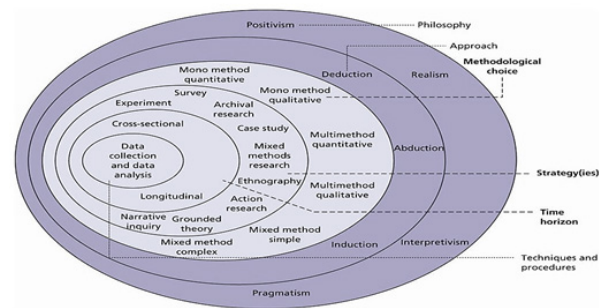 Positivism
Philosophy
Approach
Methodological
choice
Mono method
quantitative
Mono method
qualitative
Deduction
Realism
Survey
Experiment
Archival
research
Cross-sectional
Case study
Multimethod
quantitative
Data
collection
and data
analysis
Mixed
methods
research
Abduction
Strategy(ies)
Ethnography
Multimethod
qualitative
Longitudinal
Action
research
Time
horizon
Narrative
inquiry
Grounded
theory
Mixed method
simple
Mixed method
complex
Induction
Interpretivism
Techniques and
procedures
Pragmatism